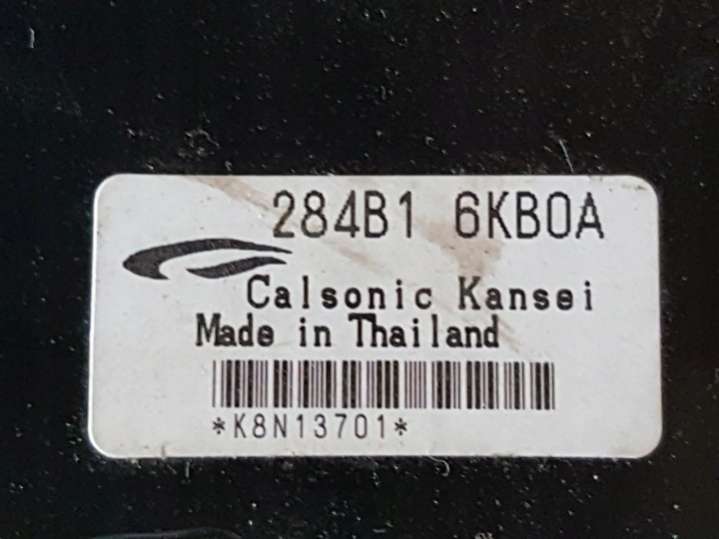 284B1 6KB0A
Calsonic Kansei
Made in Thailand
*K8N13701*